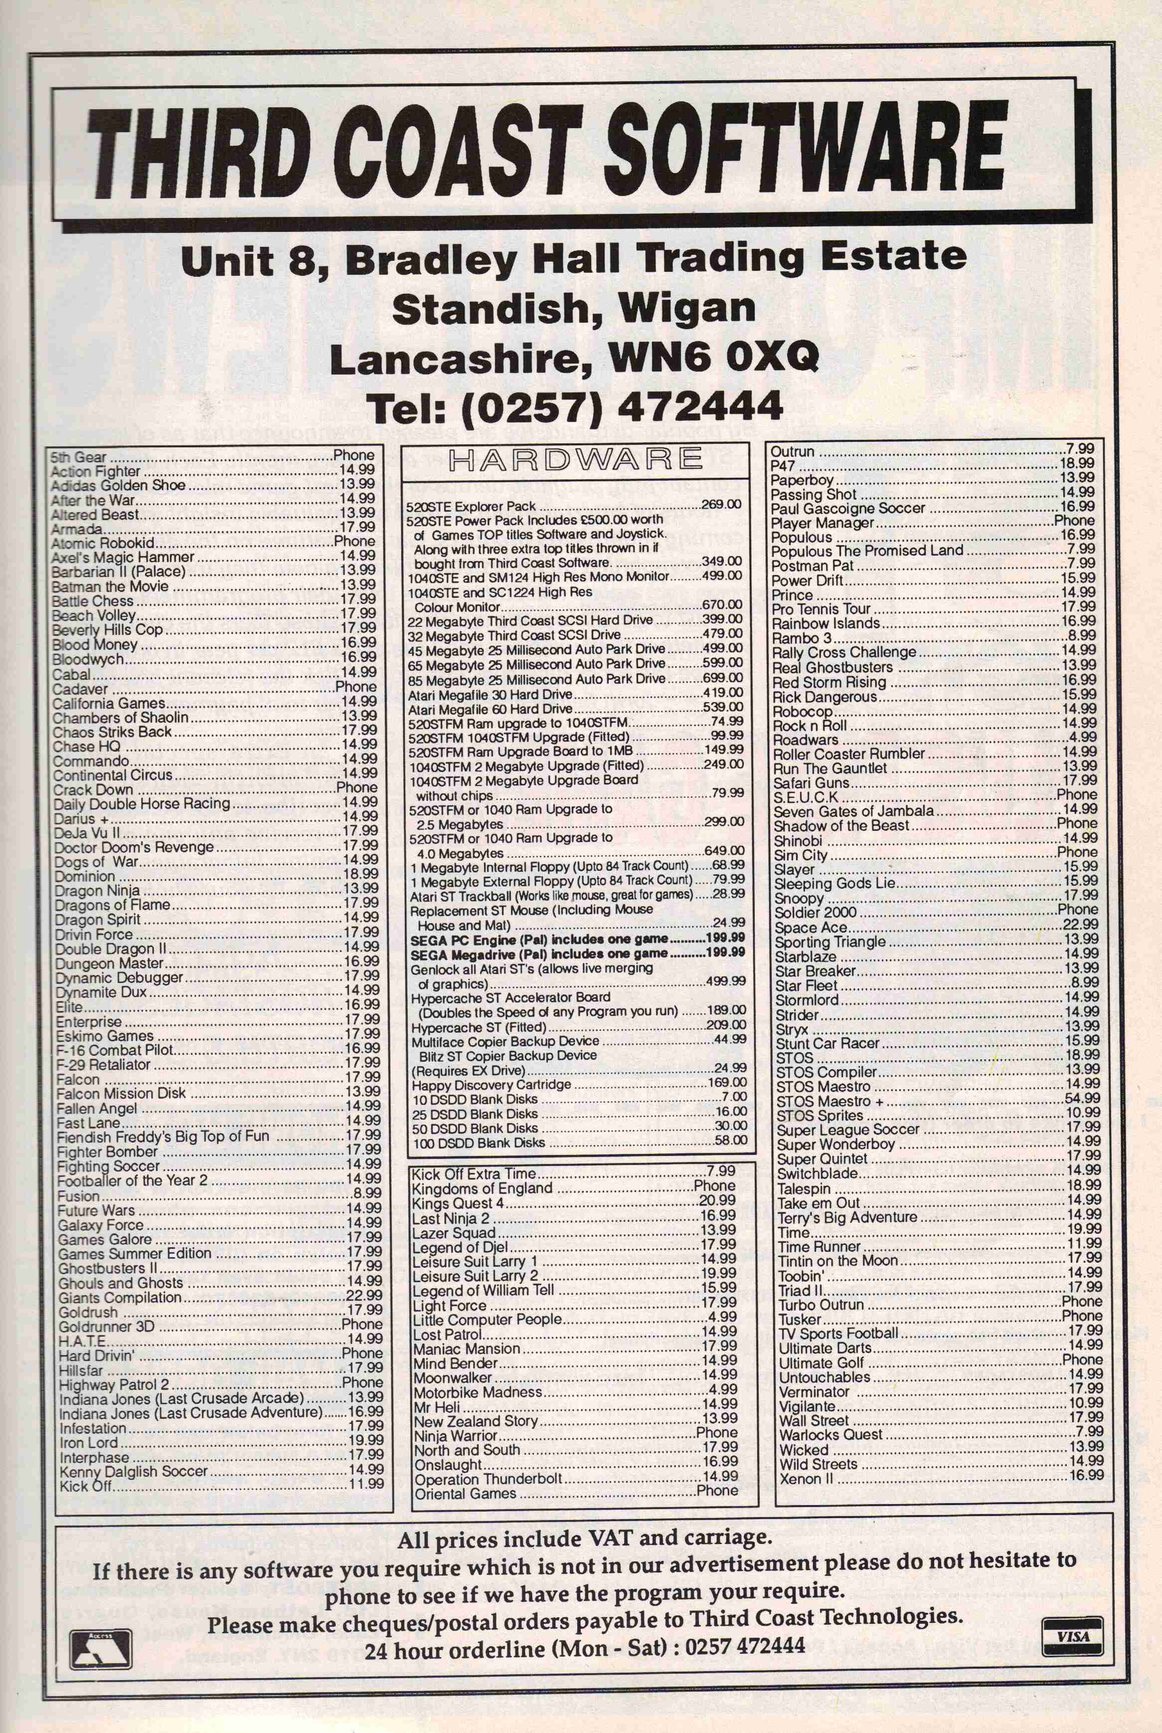 THIRD COAST SOFTWARE
Unit 8, Bradley Hall Trading Estate
Standish, Wigan
Lancashire, WN6 0XQ
Tel: (0257) 472444
5th Gear ... Phone
Action Fighter ... 14.99
Adidas Golden Shoe ... 13.99
After the War ... 14.99
Altered Beast ... 13.99
Armada ... 17.99
Atomic Robokid ... Phone
Axel's Magic Hammer ... 14.99
Barbarian II (Palace) ... 13.99
Batman the Movie ... 13.99
Battle Chess ... 17.99
Beach Volley ... 17.99
Beverly Hills Cop ... 17.99
Blood Money ... 16.99
Bloodwych ... 16.99
Cabal ... 14.99
Cadaver ... Phone
California Games ... 14.99
Chambers of Shaolin ... 13.99
Chaos Striks Back ... 17.99
Chase HQ ... 14.99
Commando ... 14.99
Continental Circus ... 14.99
Crack Down ... Phone
Daily Double Horse Racing ... 14.99
Darius + ... 14.99
DeJa Vu II ... 17.99
Doctor Doom's Revenge ... 17.99
Dogs of War ... 14.99
Dominion ... 18.99
Dragon Ninja ... 13.99
Dragons of Flame ... 17.99
Dragon Spirit ... 14.99
Drivin Force ... 17.99
Double Dragon II ... 14.99
Dungeon Master ... 16.99
Dynamic Debugger ... 17.99
Dynamite Dux ... 14.99
Elite ... 16.99
Enterprise ... 17.99
Eskimo Games ... 17.99
F-16 Combat Pilot ... 16.99
F-29 Retaliator ... 17.99
Falcon ... 17.99
Falcon Mission Disk ... 13.99
Fallen Angel ... 14.99
Fast Lane ... 14.99
Fiendish Freddy's Big Top of Fun ... 17.99
Fighter Bomber ... 17.99
Fighting Soccer ... 14.99
Footballer of the Year 2 ... 14.99
Fusion ... 8.99
Future Wars ... 14.99
Galaxy Force ... 14.99
Games Galore ... 17.99
Games Summer Edition ... 17.99
Ghostbusters II ... 17.99
Ghouls and Ghosts ... 14.99
Giants Compilation ... 22.99
Goldrush ... 17.99
Goldrunner 3D ... Phone
H.A.T.E. ... 14.99
Hard Drivin' ... Phone
Hillsfar ... 17.99
Highway Patrol 2 ... Phone
Indiana Jones (Last Crusade Arcade) ... 13.99
Indiana Jones (Last Crusade Adventure) ... 16.99
Infestation ... 17.99
Iron Lord ... 19.99
Interphase ... 17.99
Kenny Dalglish Soccer ... 14.99
Kick Off ... 11.99
HARDWARE
520STE Explorer Pack ... 269.00
520STE Power Pack Includes £500.00 worth
of Games TOP titles Software and Joystick.
Along with three extra top titles thrown in if
bought from Third Coast Software. ... 349.00
1040STE and SM124 High Res Mono Monitor ... 499.00
1040STE and SC1224 High Res
Colour Monitor ... 670.00
22 Megabyte Third Coast SCSI Hard Drive ... 399.00
32 Megabyte Third Coast SCSI Drive ... 479.00
45 Megabyte 25 Millisecond Auto Park Drive ... 499.00
65 Megabyte 25 Millisecond Auto Park Drive ... 599.00
85 Megabyte 25 Millisecond Auto Park Drive ... 699.00
Atari Megafile 30 Hard Drive ... 419.00
Atari Megafile 60 Hard Drive ... 539.00
520STFM Ram upgrade to 1040STFM ... 74.99
520STFM 1040STFM Upgrade (Fitted) ... 99.99
520STFM Ram Upgrade Board to 1MB ... 149.99
1040STFM 2 Megabyte Upgrade (Fitted) ... 249.00
1040STFM 2 Megabyte Upgrade Board
without chips ... 79.99
520STFM or 1040 Ram Upgrade to
2.5 Megabytes ... 299.00
520STFM or 1040 Ram Upgrade to
4.0 Megabytes ... 649.00
1 Megabyte Internal Floppy (Upto 84 Track Count) ... 68.99
1 Megabyte External Floppy (Upto 84 Track Count) ... 79.99
Atari ST Trackball (Works like mouse, great for games) ... 28.99
Replacement ST Mouse (Including Mouse
House and Mat) ... 24.99
SEGA PC Engine (Pal) includes one game ... 199.99
SEGA Megadrive (Pal) includes one game ... 199.99
Genlock all Atari ST's (allows live merging
of graphics) ... 499.99
Hypercache ST Accelerator Board
(Doubles the Speed of any Program you run) ... 189.00
Hypercache ST (Fitted) ... 209.00
Multiface Copier Backup Device ... 44.99
Blitz ST Copier Backup Device
(Requires EX Drive) ... 24.99
Happy Discovery Cartridge ... 169.00
10 DSDD Blank Disks ... 7.00
25 DSDD Blank Disks ... 16.00
50 DSDD Blank Disks ... 30.00
100 DSDD Blank Disks ... 58.00
Kick Off Extra Time ... 7.99
Kingdoms of England ... Phone
Kings Quest 4 ... 20.99
Last Ninja 2 ... 16.99
Lazer Squad ... 13.99
Legend of Djel ... 17.99
Leisure Suit Larry 1 ... 14.99
Leisure Suit Larry 2 ... 19.99
Legend of William Tell ... 15.99
Light Force ... 17.99
Little Computer People ... 4.99
Lost Patrol ... 14.99
Maniac Mansion ... 17.99
Mind Bender ... 14.99
Moonwalker ... 14.99
Motorbike Madness ... 4.99
Mr Heli ... 14.99
New Zealand Story ... 13.99
Ninja Warrior ... Phone
North and South ... 17.99
Onslaught ... 16.99
Operation Thunderbolt ... 14.99
Oriental Games ... Phone
Outrun ... 7.99
P47 ... 18.99
Paperboy ... 13.99
Passing Shot ... 14.99
Paul Gascoigne Soccer ... 16.99
Player Manager ... Phone
Populous ... 16.99
Populous The Promised Land ... 7.99
Postman Pat ... 7.99
Power Drift ... 15.99
Prince ... 14.99
Pro Tennis Tour ... 17.99
Rainbow Islands ... 16.99
Rambo 3 ... 8.99
Rally Cross Challenge ... 14.99
Real Ghostbusters ... 13.99
Red Storm Rising ... 16.99
Rick Dangerous ... 15.99
Robocop ... 14.99
Rock n Roll ... 14.99
Roadwars ... 4.99
Roller Coaster Rumbler ... 14.99
Run The Gauntlet ... 13.99
Safari Guns ... 17.99
S.E.U.C.K ... Phone
Seven Gates of Jambala ... 14.99
Shadow of the Beast ... Phone
Shinobi ... 14.99
Sim City ... Phone
Slayer ... 15.99
Sleeping Gods Lie ... 15.99
Snoopy ... 17.99
Soldier 2000 ... Phone
Space Ace ... 22.99
Sporting Triangle ... 13.99
Starblaze ... 14.99
Star Breaker ... 13.99
Star Fleet ... 8.99
Stormlord ... 14.99
Strider ... 14.99
Stryx ... 13.99
Stunt Car Racer ... 15.99
STOS ... 18.99
STOS Compiler ... 13.99
STOS Maestro ... 14.99
STOS Maestro + ... 54.99
STOS Sprites ... 10.99
Super League Soccer ... 17.99
Super Wonderboy ... 14.99
Super Quintet ... 17.99
Switchblade ... 14.99
Talespin ... 18.99
Take em Out ... 14.99
Terry's Big Adventure ... 14.99
Time ... 19.99
Time Runner ... 11.99
Tintin on the Moon ... 17.99
Toobin' ... 14.99
Triad II ... 17.99
Turbo Outrun ... Phone
Tusker ... Phone
TV Sports Football ... 17.99
Ultimate Darts ... 14.99
Ultimate Golf ... Phone
Untouchables ... 14.99
Verminator ... 17.99
Vigilante ... 10.99
Wall Street ... 17.99
Warlocks Quest ... 7.99
Wicked ... 13.99
Wild Streets ... 14.99
Xenon II ... 16.99
All prices include VAT and carriage.
If there is any software you require which is not in our advertisement please do not hesitate to
phone to see if we have the program your require.
Please make cheques/postal orders payable to Third Coast Technologies.
24 hour orderline (Mon - Sat) : 0257 472444
Access
VISA